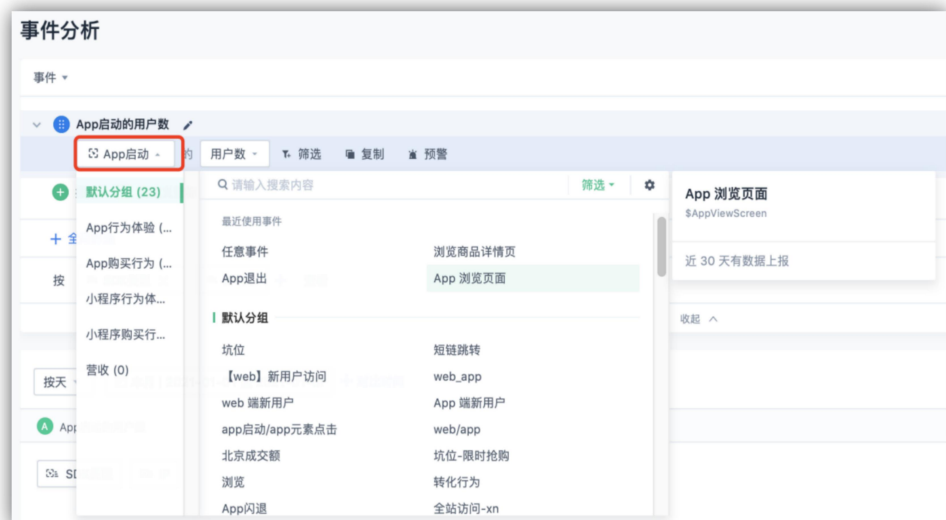 事件分析
事件
App启动的用户数
App启动 的 用户数 筛选 复制 预警
默认分组 (23)
App行为体验 (...
App购买行为 (...
小程序行为体...
小程序购买行...
营收 (0)
请输入搜索内容 筛选
最近使用事件
任意事件 浏览商品详情页
App退出 App 浏览页面
默认分组
坑位 短链跳转
【web】新用户访问 web_app
web 端新用户 App 端新用户
app启动/app元素点击 web/app
北京成交额 坑位-限时抢购
浏览 转化行为
App闪退 全站访问-xn
App 浏览页面
$AppViewScreen
近 30 天有数据上报
全
按
收起
按天
A App